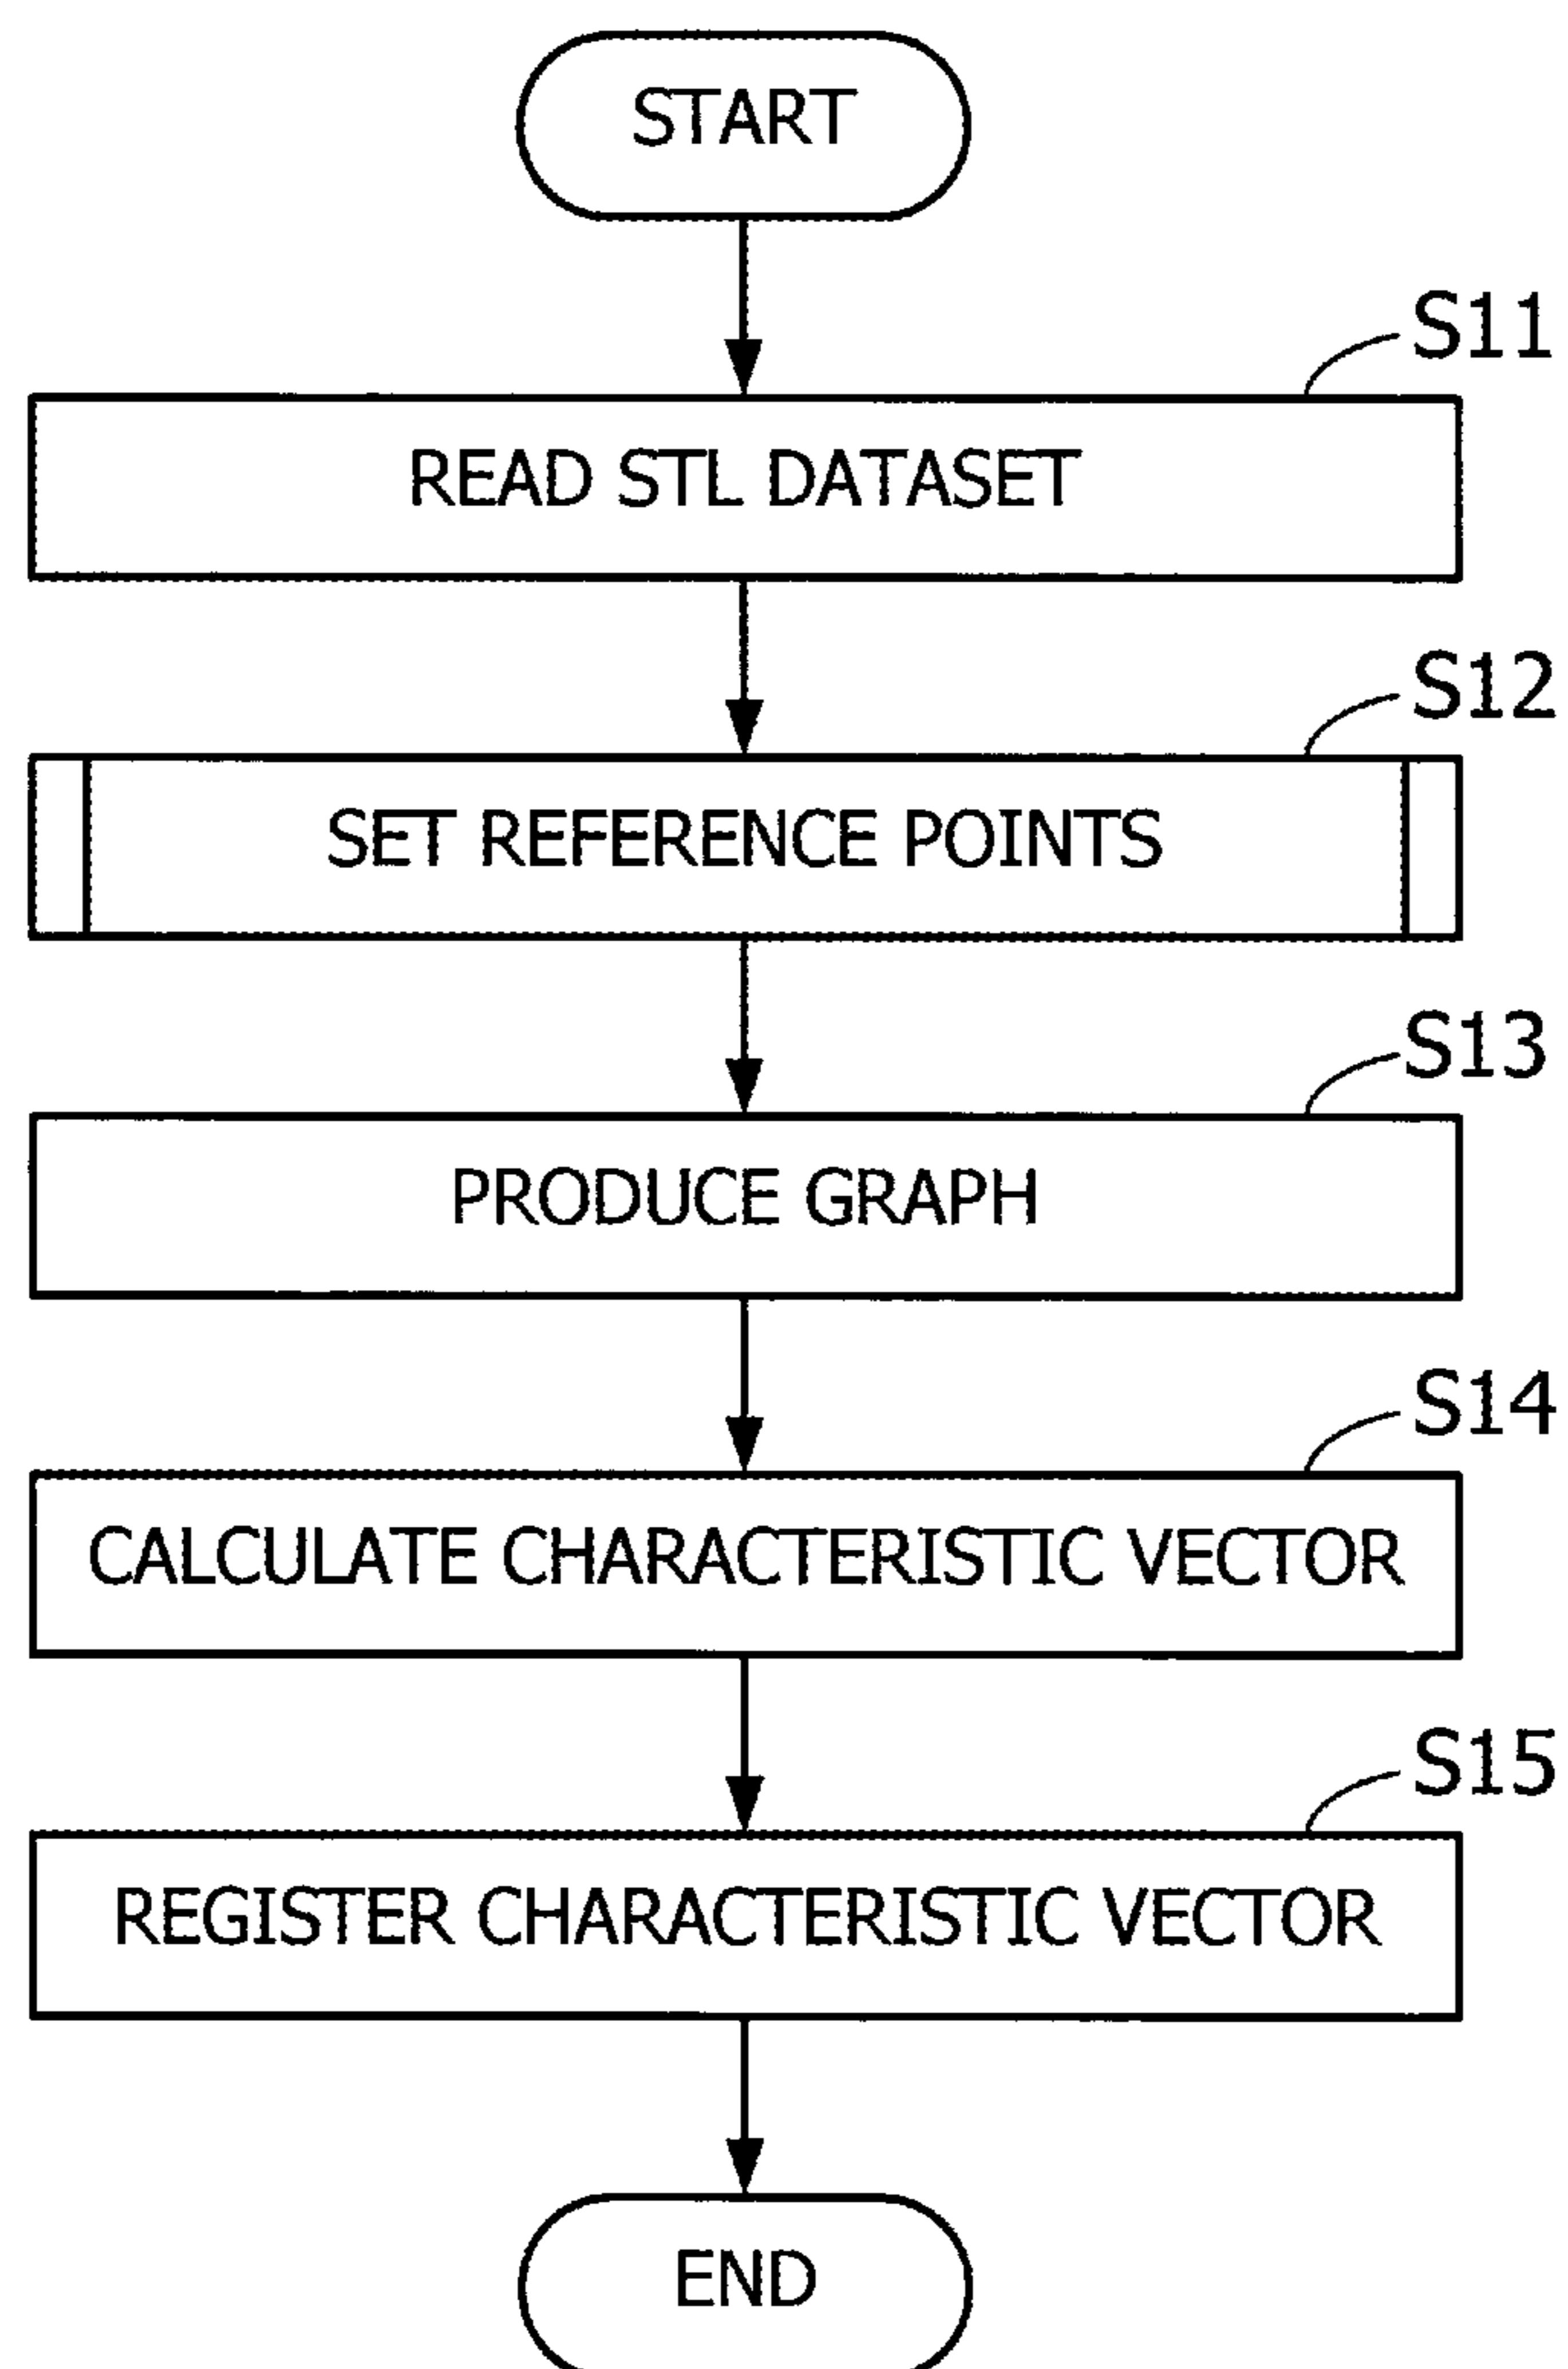 START
S11
READ STL DATASET
S12
SET REFERENCE POINTS
S13
PRODUCE GRAPH
S14
CALCULATE CHARACTERISTIC VECTOR
S15
REGISTER CHARACTERISTIC VECTOR
END